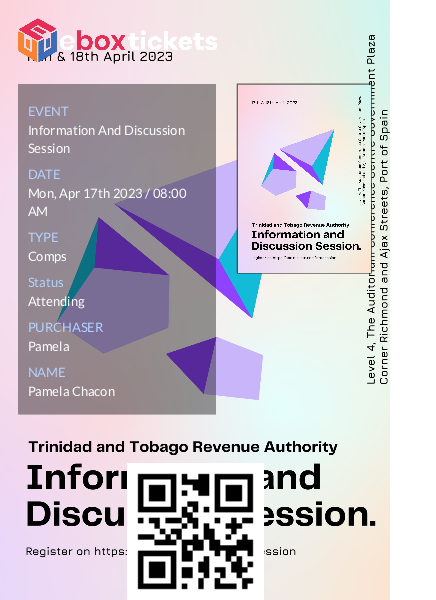 eboxtickets
& 18th April 2023
EVENT
Information And Discussion
Session
DATE
Mon, Apr 17th 2023 / 08:00
AM
TYPE
Comps
Status
Attending
PURCHASER
Pamela
NAME
Pamela Chacon
Trinidad and Tobago Revenue Authority
Information and
Discussion Session.
Level 4, The Auditorium Conference Centre Government Plaza
Corner Richmond and Ajax Streets, Port of Spain
Trinidad and Tobago Revenue Authority
Infor and
Discu ession.
Register on https: ession